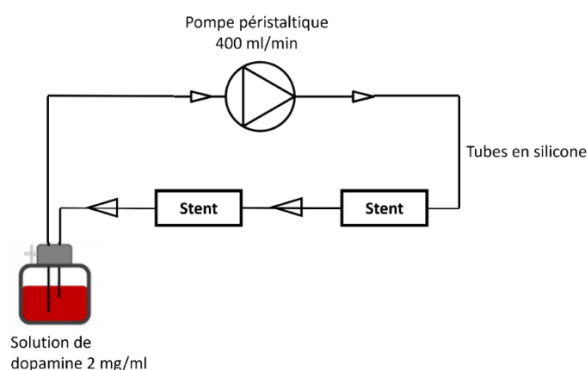 Pompe péristaltique
400 ml/min
Tubes en silicone
Stent
Stent
Solution de
dopamine 2 mg/ml